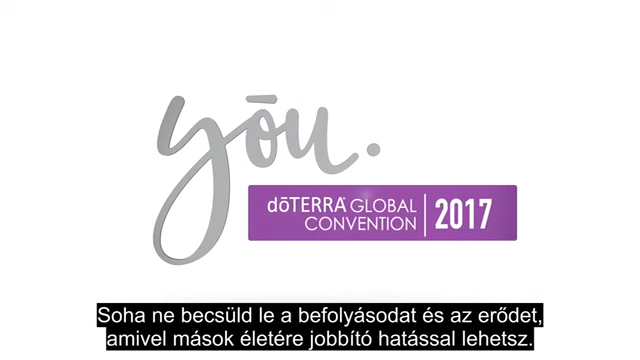 yōu.
dōTERRA® GLOBAL
CONVENTION
2017
Soha ne becsüld le a befolyásodat és az erődet,
amivel mások életére jobbító hatással lehetsz.